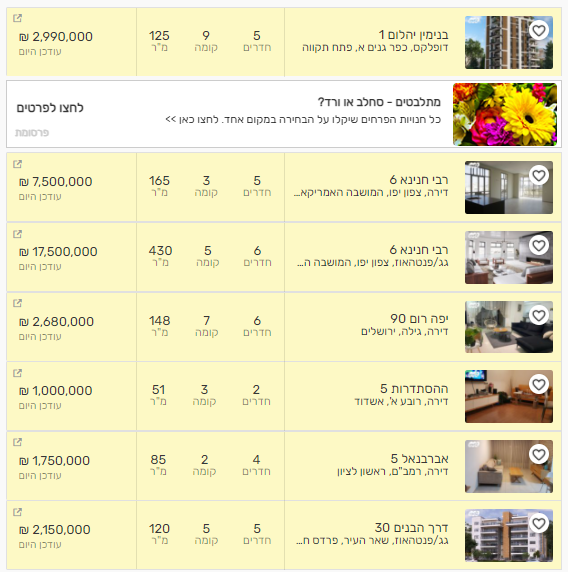 בנימין יהלום 1
דופלקס, כפר גנים א, פתח תקווה
5 9 125
חדרים קומה מ"ר
2,990,000 ₪
עודכן היום
מתלבטים - סחלב או ורד?
כל חנויות הפרחים שיקלו על הבחירה במקום אחד. לחצו כאן >>
לחצו לפרטים
פרסומת
רבי חנינא 6
דירה, צפון יפו, המושבה האמריקא...
5 3 165
חדרים קומה מ"ר
7,500,000 ₪
עודכן היום
רבי חנינא 6
גג/פנטהאוז, צפון יפו, המושבה ה...
6 5 430
חדרים קומה מ"ר
17,500,000 ₪
עודכן היום
יפה רום 90
דירה, גילה, ירושלים
6 7 148
חדרים קומה מ"ר
2,680,000 ₪
עודכן היום
ההסתדרות 5
דירה, רובע א', אשדוד
2 3 51
חדרים קומה מ"ר
1,000,000 ₪
עודכן היום
אברבנאל 5
דירה, רמב"ם, ראשון לציון
4 2 85
חדרים קומה מ"ר
1,750,000 ₪
עודכן היום
דרך הבנים 30
גג/פנטהאוז, שאר העיר, פרדס ח...
5 5 120
חדרים קומה מ"ר
2,150,000 ₪
עודכן היום